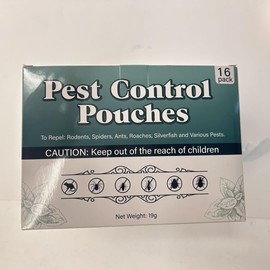 16
pack
Pest Control
Pouches
To Repel: Rodents, Spiders, Ants, Roaches, Silverfish and Various Pests.
CAUTION: Keep out of the reach of children
Net Weight: 19g